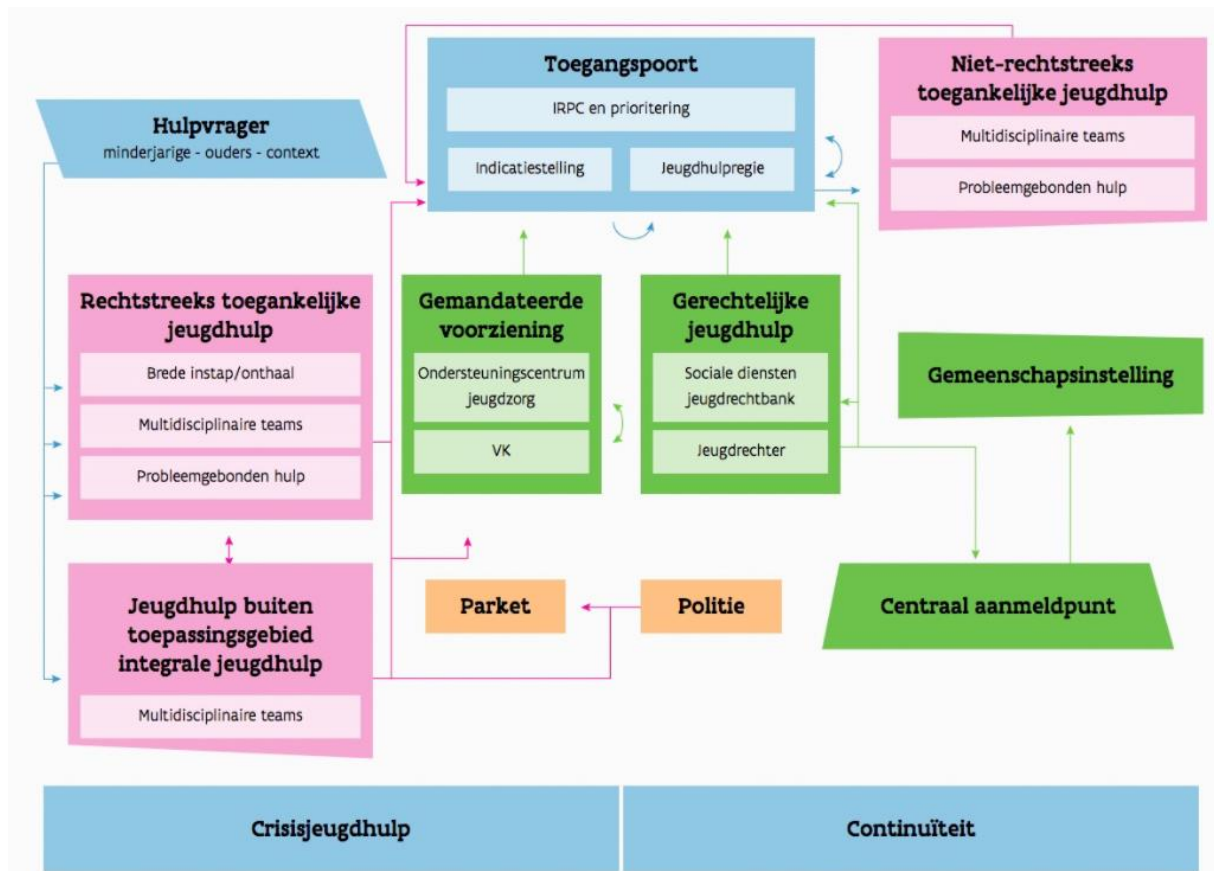 Toegangspoort
IRPC en prioritering
Indicatiestelling
Jeugdhulpregie
Niet-rechtstreeks
toegankelijke jeugdhulp
Multidisciplinaire teams
Probleemgebonden hulp
Hulpvrager
minderjarige - ouders - context
Rechtstreeks toegankelijke
jeugdhulp
Brede instap/onthaal
Multidisciplinaire teams
Probleemgebonden hulp
Gemandateerde
voorziening
Ondersteuningscentrum
jeugdzorg
VK
Gerechtelijke
jeugdhulp
Sociale diensten
jeugdrechtbank
Jeugdrechter
Gemeenschapsinstelling
Jeugdhulp buiten
toepassingsgebied
integrale jeugdhulp
Multidisciplinaire teams
Parket
Politie
Centraal aanmeldpunt
Crisisjeugdhulp
Continuïteit